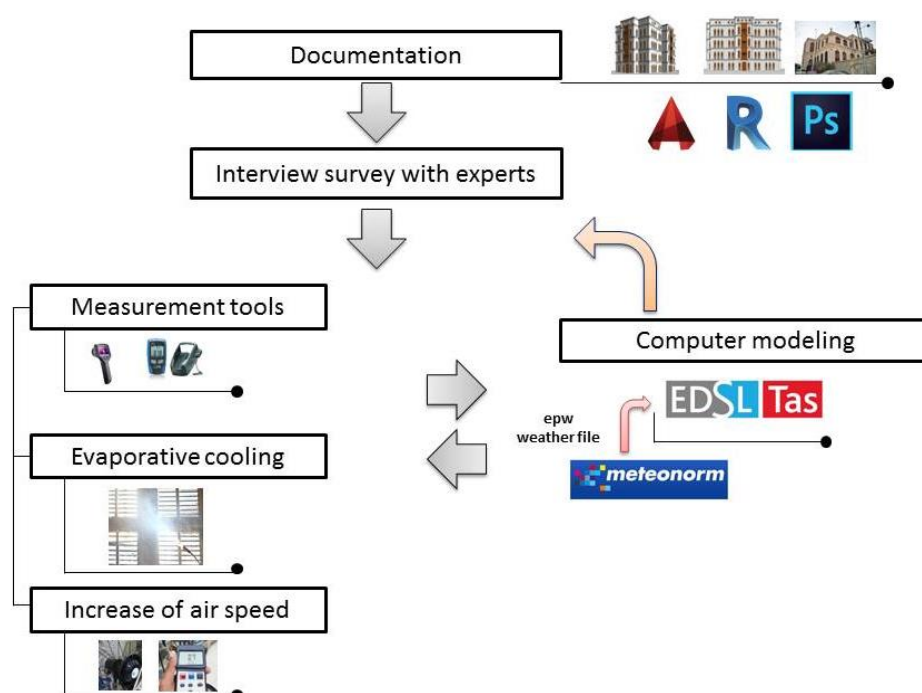 Documentation
Ps
Interview survey with experts
Measurement tools
Computer modeling
EDSL Tas
epw
weather file
meteonorm
Evaporative cooling
Increase of air speed